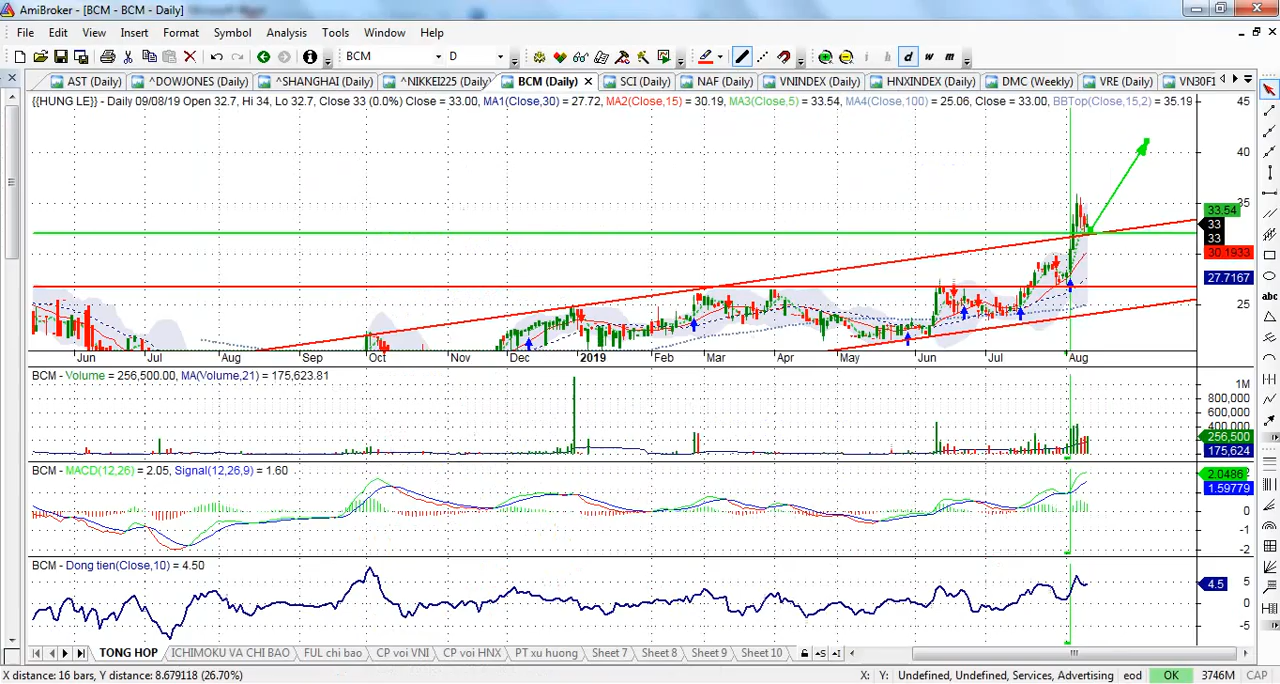 AmiBroker - [BCM - BCM - Daily]
File Edit View Insert Format Symbol Analysis Tools Window Help
BCM D i h d w m
AST (Daily) ^DOWJONES (Daily) ^SHANGHAI (Daily) ^NIKKEI225 (Daily) BCM (Daily) SCI (Daily) NAF (Daily) VNINDEX (Daily) HNXINDEX (Daily) DMC (Weekly) VRE (Daily) VN30F1
{{HUNG LE}} - Daily 09/08/19 Open 32.7, Hi 34, Lo 32.7, Close 33 (0.0%) Close = 33.00, MA1(Close,30) = 27.72, MA2(Close,15) = 30.19, MA3(Close,5) = 33.54, MA4(Close,100) = 25.06, Close = 33.00, BBTop(Close,15,2) = 35.19
45
40
35
33.54
33
33
30.1933
27.7167
25
Jun Jul Aug Sep Oct Nov Dec 2019 Feb Mar Apr May Jun Jul Aug
BCM - Volume = 256,500.00, MA(Volume,21) = 175,623.81
1M
800,000
600,000
400,000
256,500
175,624
BCM - MACD(12,26) = 2.05, Signal(12,26,9) = 1.60
2.0486
1.59779
0
-1
-2
BCM - Dong tien(Close,10) = 4.50
5
4.5
0
-5
TONG HOP ICHIMOKU VA CHI BAO FUL chi bao CP voi VNI CP voi HNX PT xu huong Sheet 7 Sheet 8 Sheet 9 Sheet 10
X distance: 16 bars, Y distance: 8.679118 (26.70%) X: Y: Undefined, Undefined, Services, Advertising eod OK 3746M CAP
abc